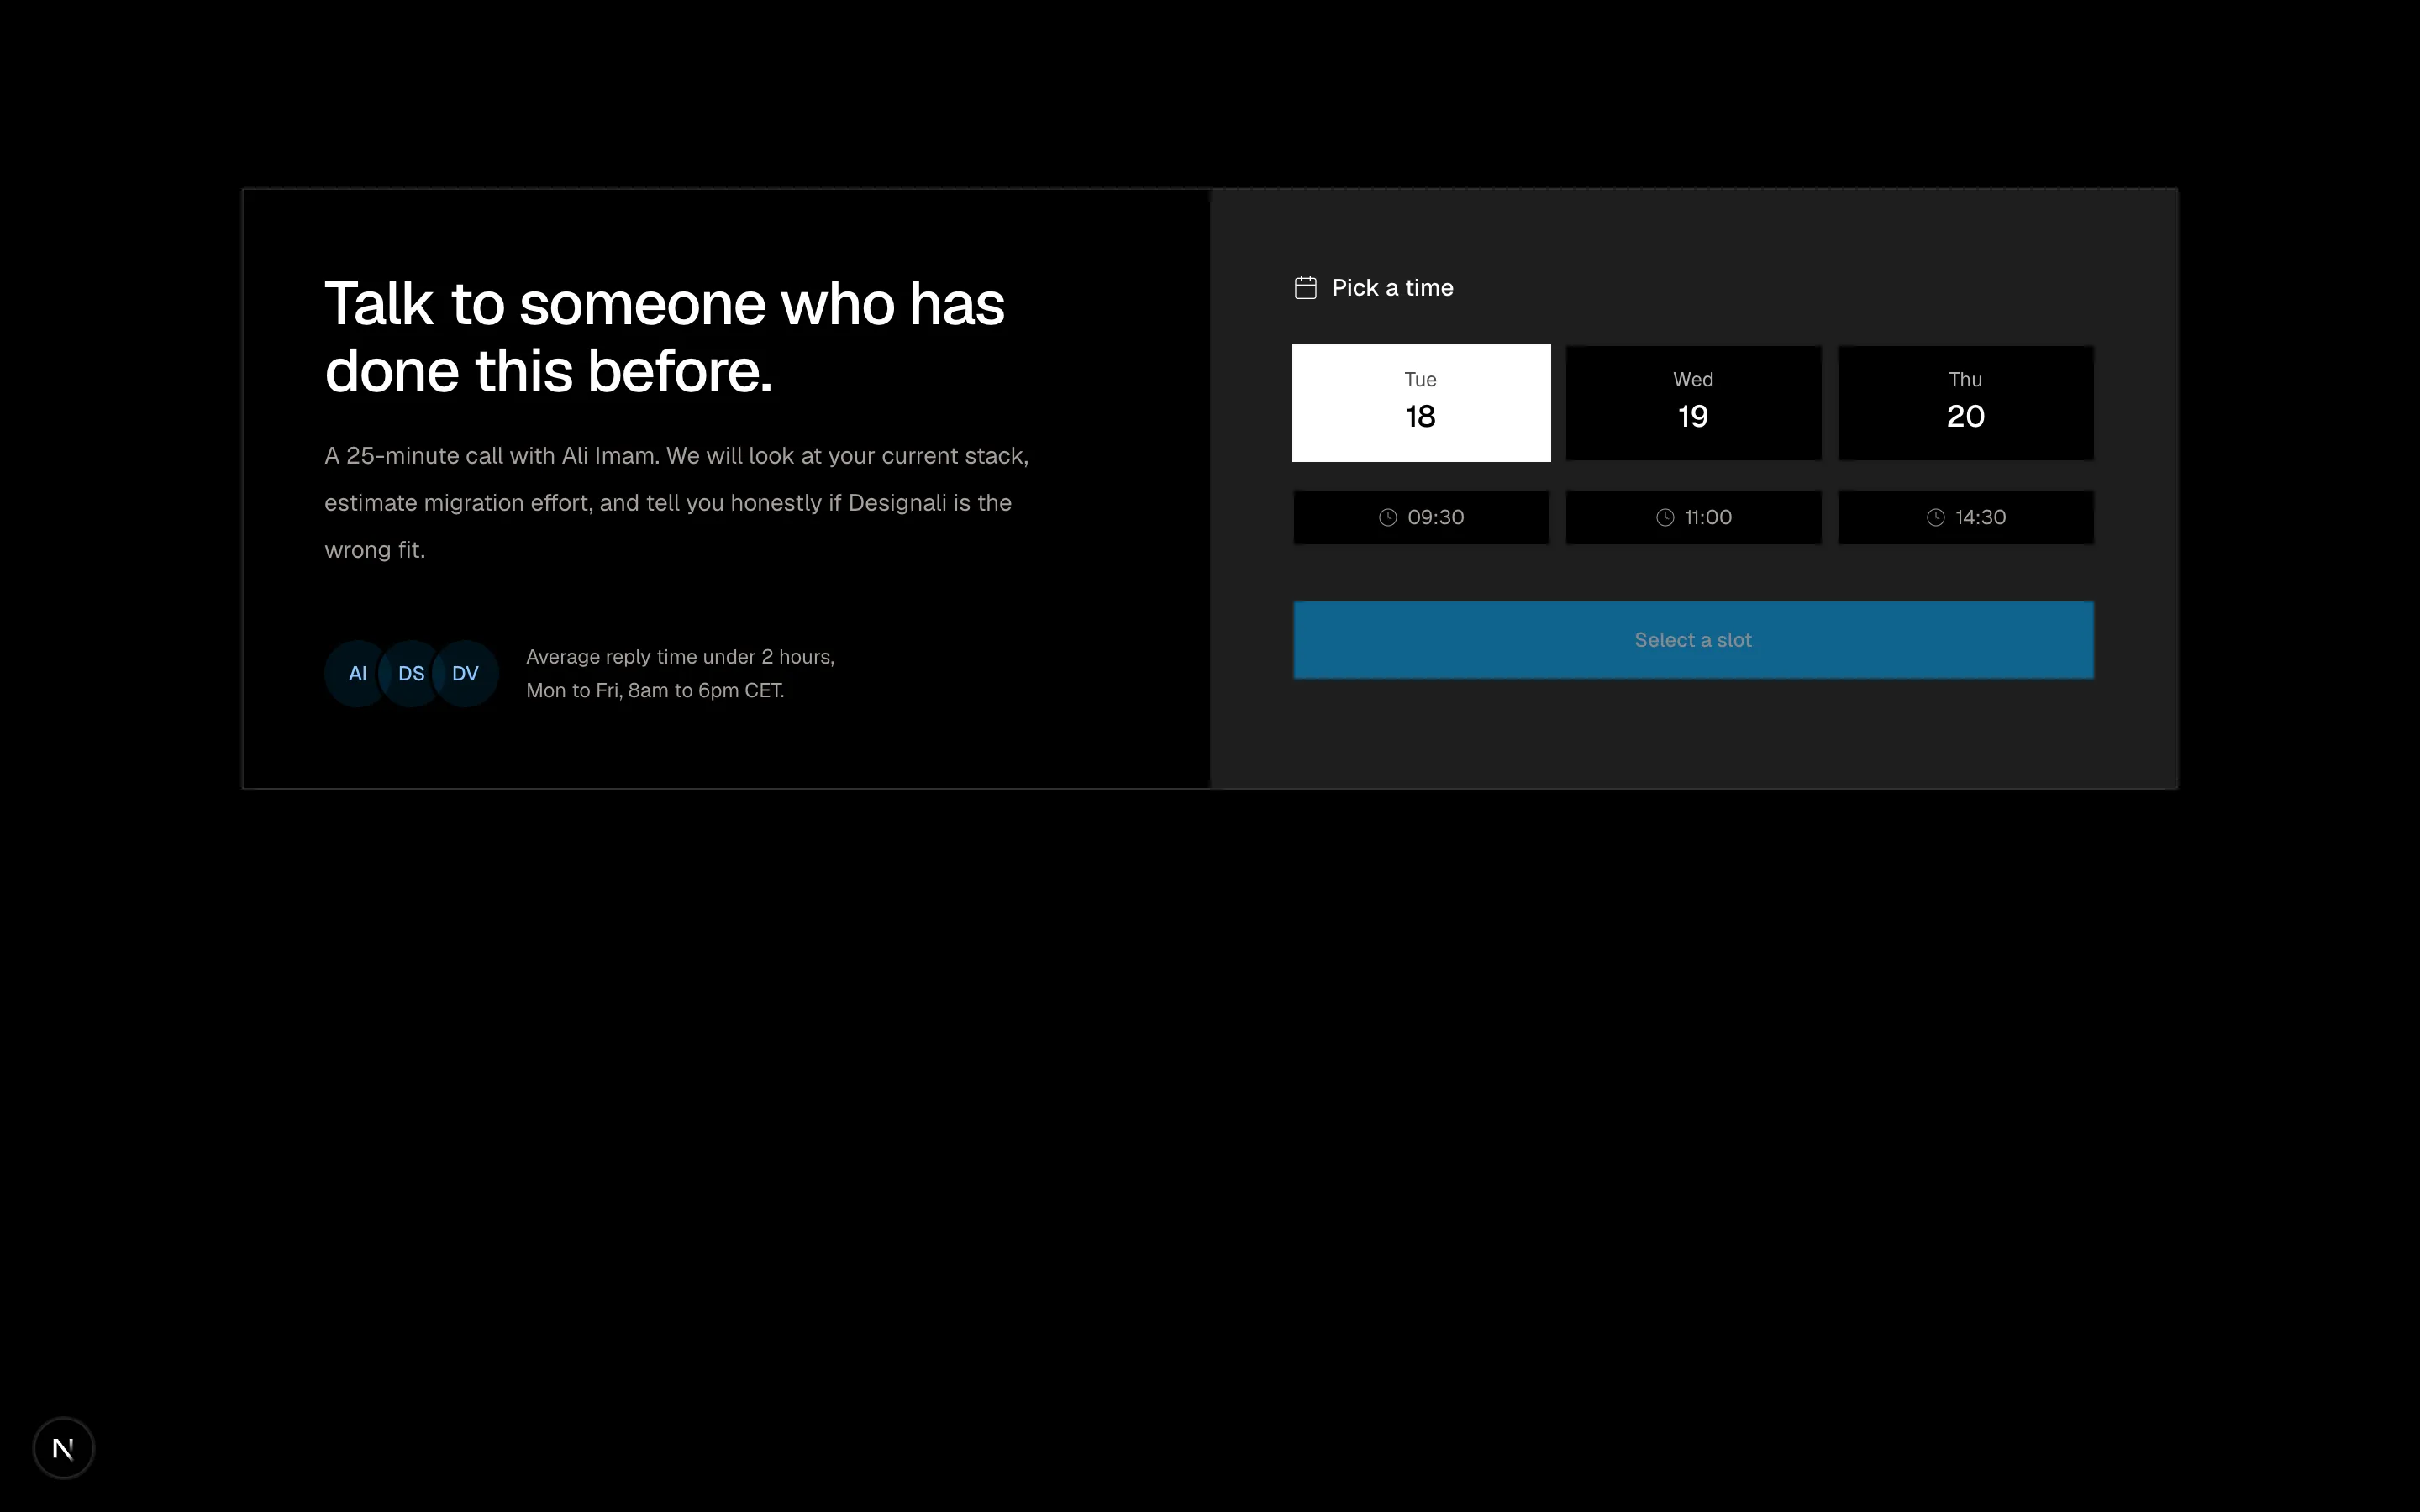 Talk to someone who has
done this before.
A 25-minute call with Ali Imam. We will look at your current stack,
estimate migration effort, and tell you honestly if Designali is the
wrong fit.
AI DS DV
Average reply time under 2 hours,
Mon to Fri, 8am to 6pm CET.
Pick a time
Tue Wed Thu
18 19 20
09:30 11:00 14:30
Select a slot
N